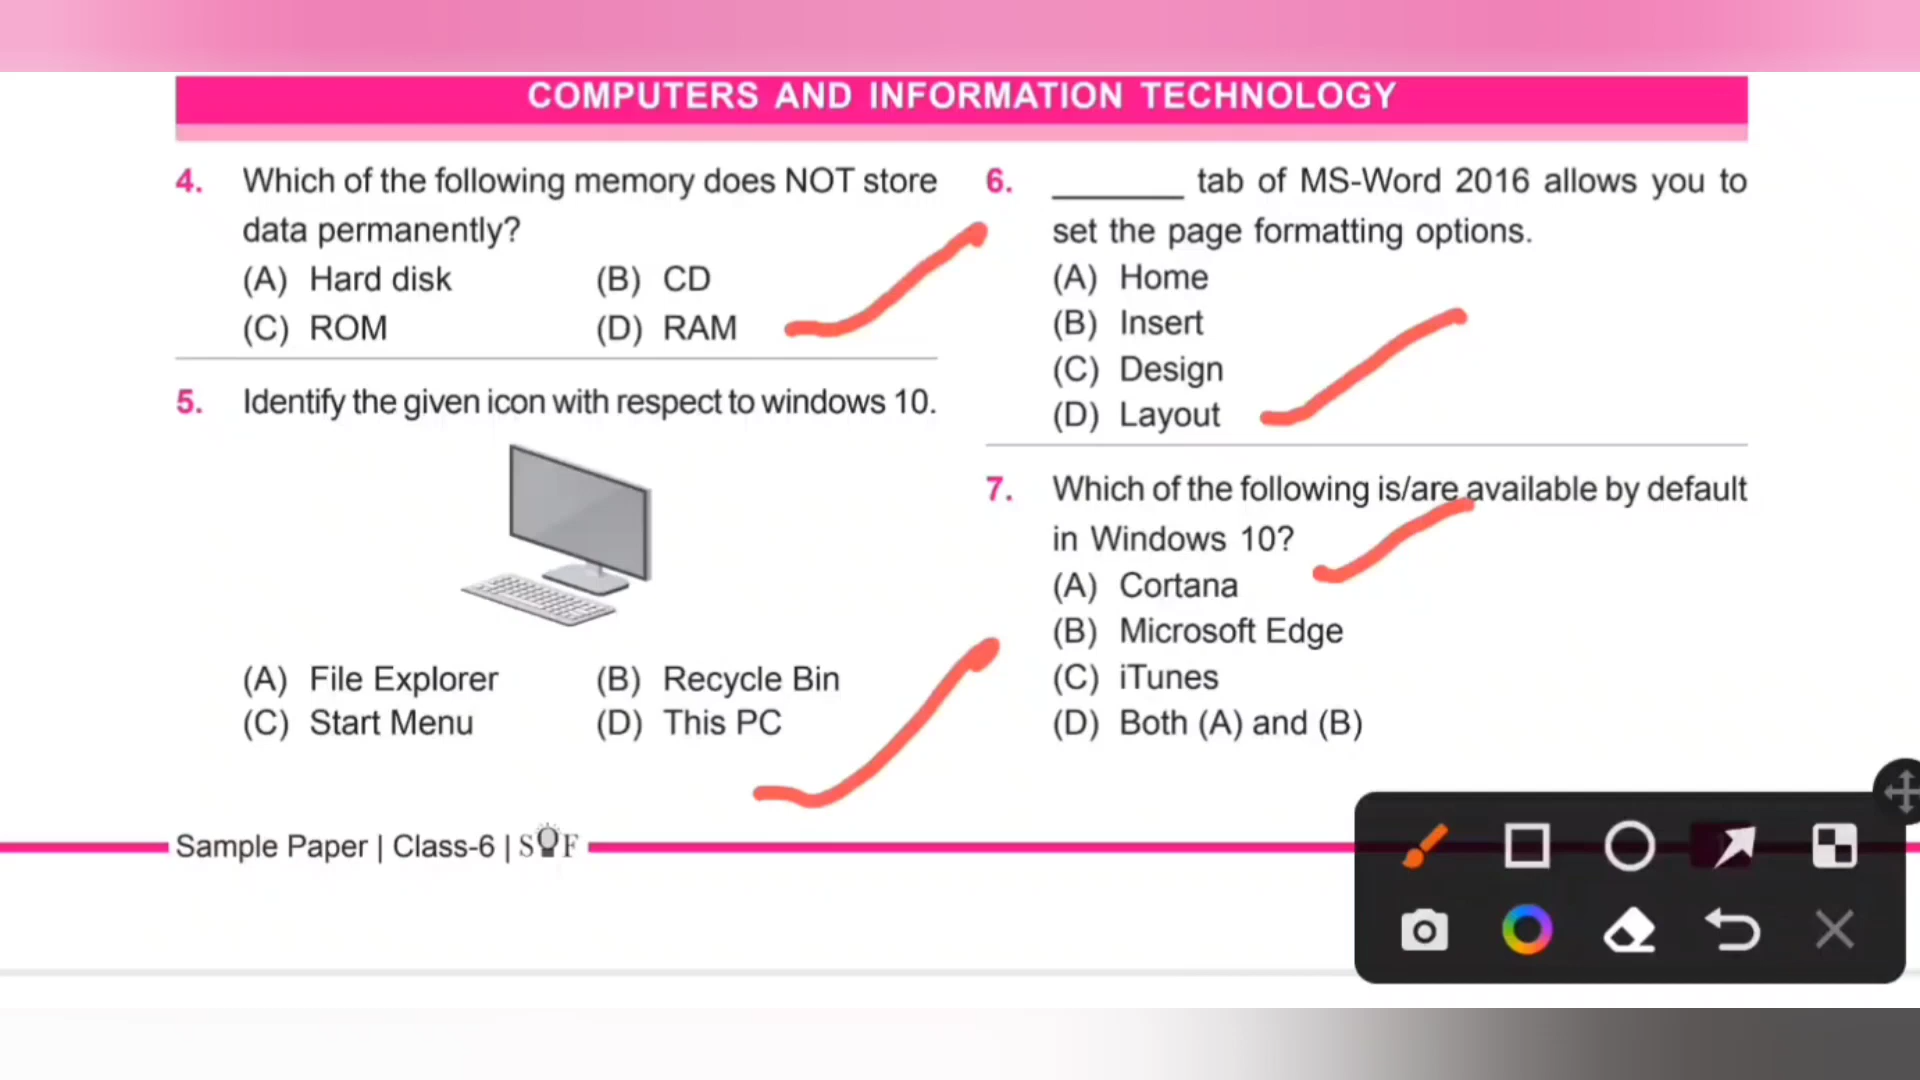 COMPUTERS AND INFORMATION TECHNOLOGY
4. Which of the following memory does NOT store
data permanently?
(A) Hard disk (B) CD
(C) ROM (D) RAM
5. Identify the given icon with respect to windows 10.
(A) File Explorer (B) Recycle Bin
(C) Start Menu (D) This PC
6. ________ tab of MS-Word 2016 allows you to
set the page formatting options.
(A) Home
(B) Insert
(C) Design
(D) Layout
7. Which of the following is/are available by default
in Windows 10?
(A) Cortana
(B) Microsoft Edge
(C) iTunes
(D) Both (A) and (B)
Sample Paper | Class-6 | SOF